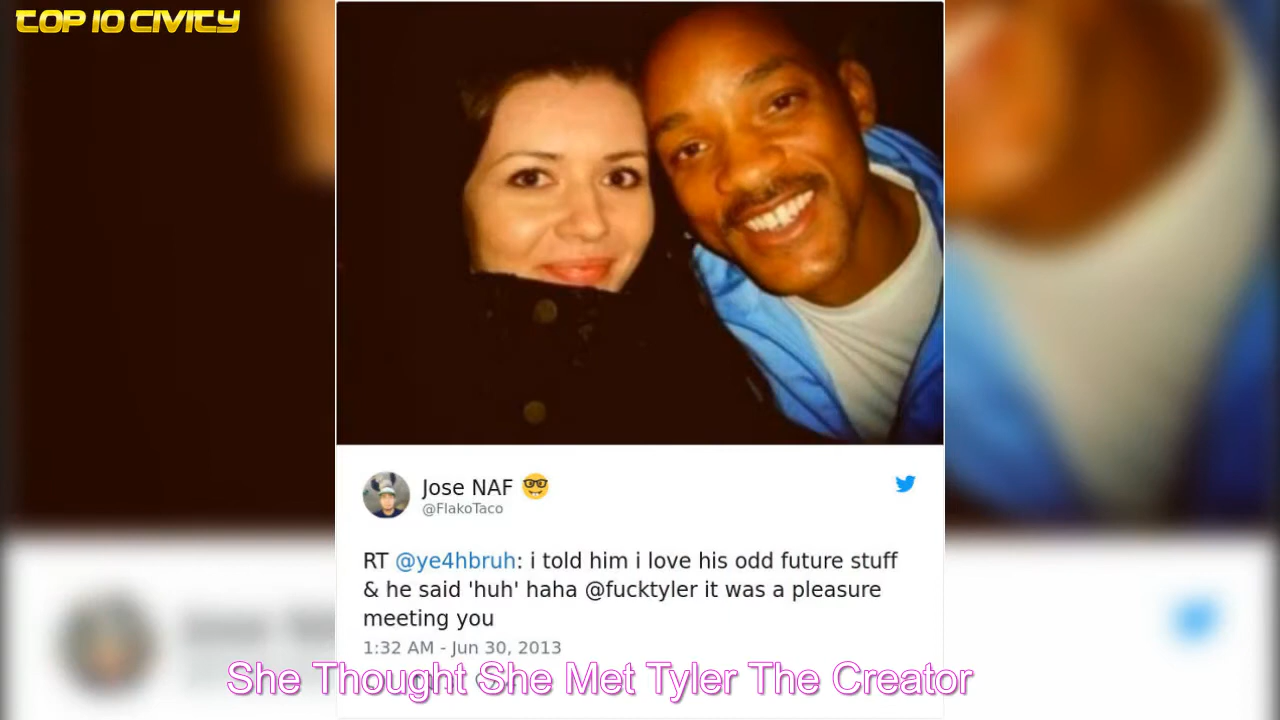 TOP 10 CIVITY
Jose NAF 🤓
@FlakoTaco
RT @ye4hbruh: i told him i love his odd future stuff
& he said 'huh' haha @fucktyler it was a pleasure
meeting you
1:32 AM - Jun 30, 2013
She Thought She Met Tyler The Creator